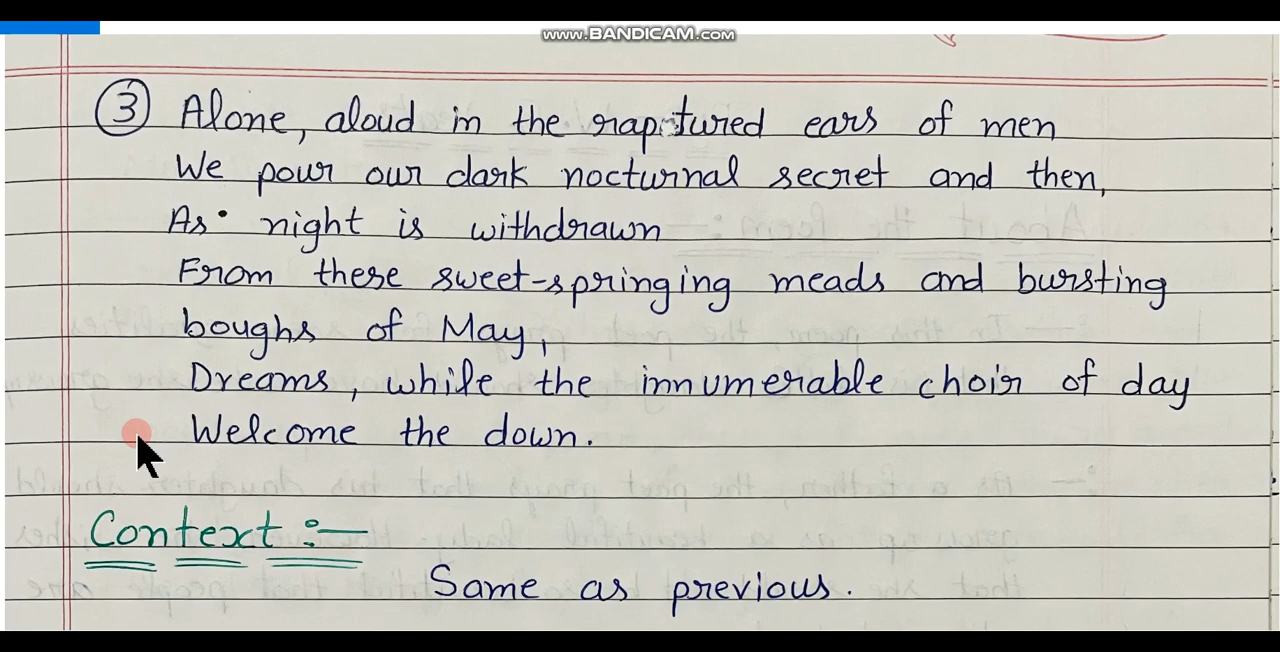 www.BANDICAM.com
③ Alone, aloud in the raptured ears of men
We pour our dark nocturnal secret and then,
As night is withdrawn
From these sweet-springing meads and bursting
boughs of May,
Dreams, while the innumerable choir of day
Welcome the down.
Context :—
Same as previous.